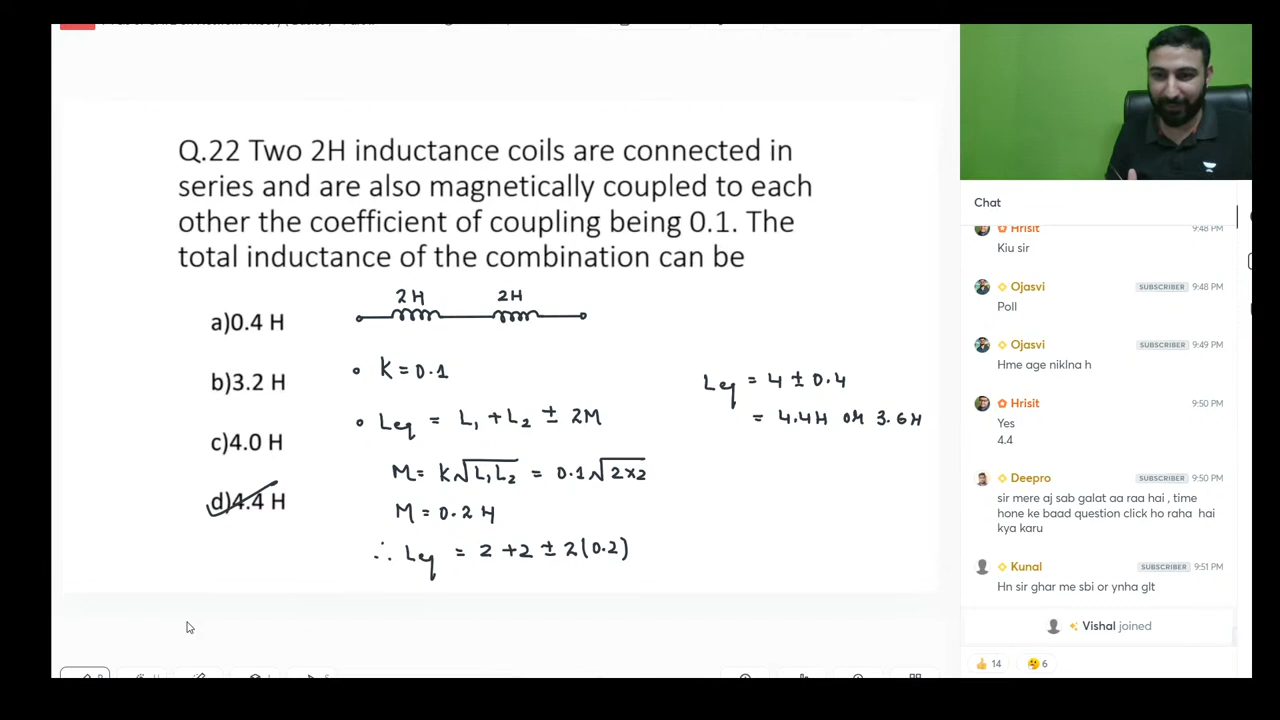 Q.22 Two 2H inductance coils are connected in
series and are also magnetically coupled to each
other the coefficient of coupling being 0.1. The
total inductance of the combination can be
a)0.4 H
b)3.2 H
c)4.0 H
d)4.4 H
2H 2H
K = 0.1
Leq = L₁ + L₂ ± 2M
M = K√L₁L₂ = 0.1√2×2
M = 0.2 H
∴ Leq = 2 + 2 ± 2(0.2)
Leq = 4 ± 0.4
= 4.4H or 3.6H
Chat
Hrisit 9:48 PM
Kiu sir
Ojasvi SUBSCRIBER 9:48 PM
Poll
Ojasvi SUBSCRIBER 9:49 PM
Hme age niklna h
Hrisit 9:50 PM
Yes
4.4
Deepro SUBSCRIBER 9:50 PM
sir mere aj sab galat aa raa hai , time
hone ke baad question click ho raha hai
kya karu
Kunal SUBSCRIBER 9:51 PM
Hn sir ghar me sbi or ynha glt
Vishal joined
14 6